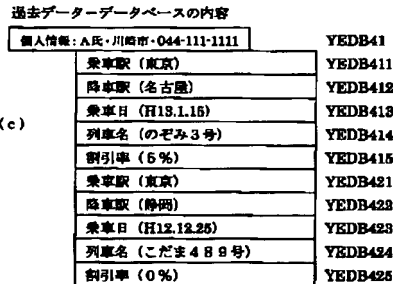 過去データーデータベースの内容
個人情報：A氏・川崎市・044-111-1111 YEDB41
乗車駅（東京） YEDB411
降車駅（名古屋） YEDB412
(c) 乗車日（H13.1.15） YEDB413
列車名（のぞみ3号） YEDB414
割引率（5％） YEDB415
乗車駅（東京） YEDB421
降車駅（静岡） YEDB422
乗車日（H12.12.25） YEDB423
列車名（こだま489号） YEDB424
割引率（0％） YEDB425